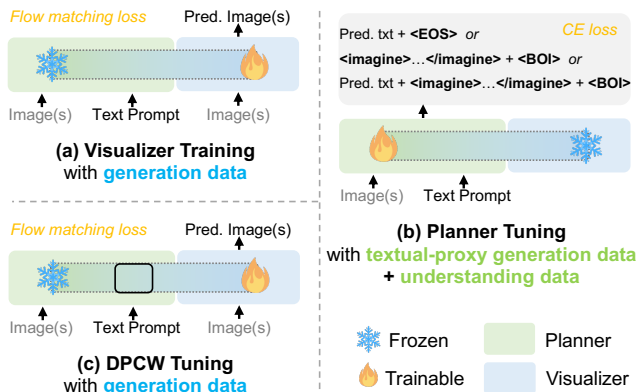 Flow matching loss
Pred. Image(s)
Image(s)
Text Prompt
Image(s)
(a) Visualizer Training
with generation data
Pred. txt + <EOS> or
CE loss
<imagine>…</imagine> + <BOI> or
Pred. txt + <imagine>…</imagine> + <BOI>
Image(s)
Text Prompt
(b) Planner Tuning
with textual-proxy generation data
+ understanding data
Flow matching loss
Pred. Image(s)
Image(s)
Text Prompt
Image(s)
(c) DPCW Tuning
with generation data
Frozen
Planner
Trainable
Visualizer